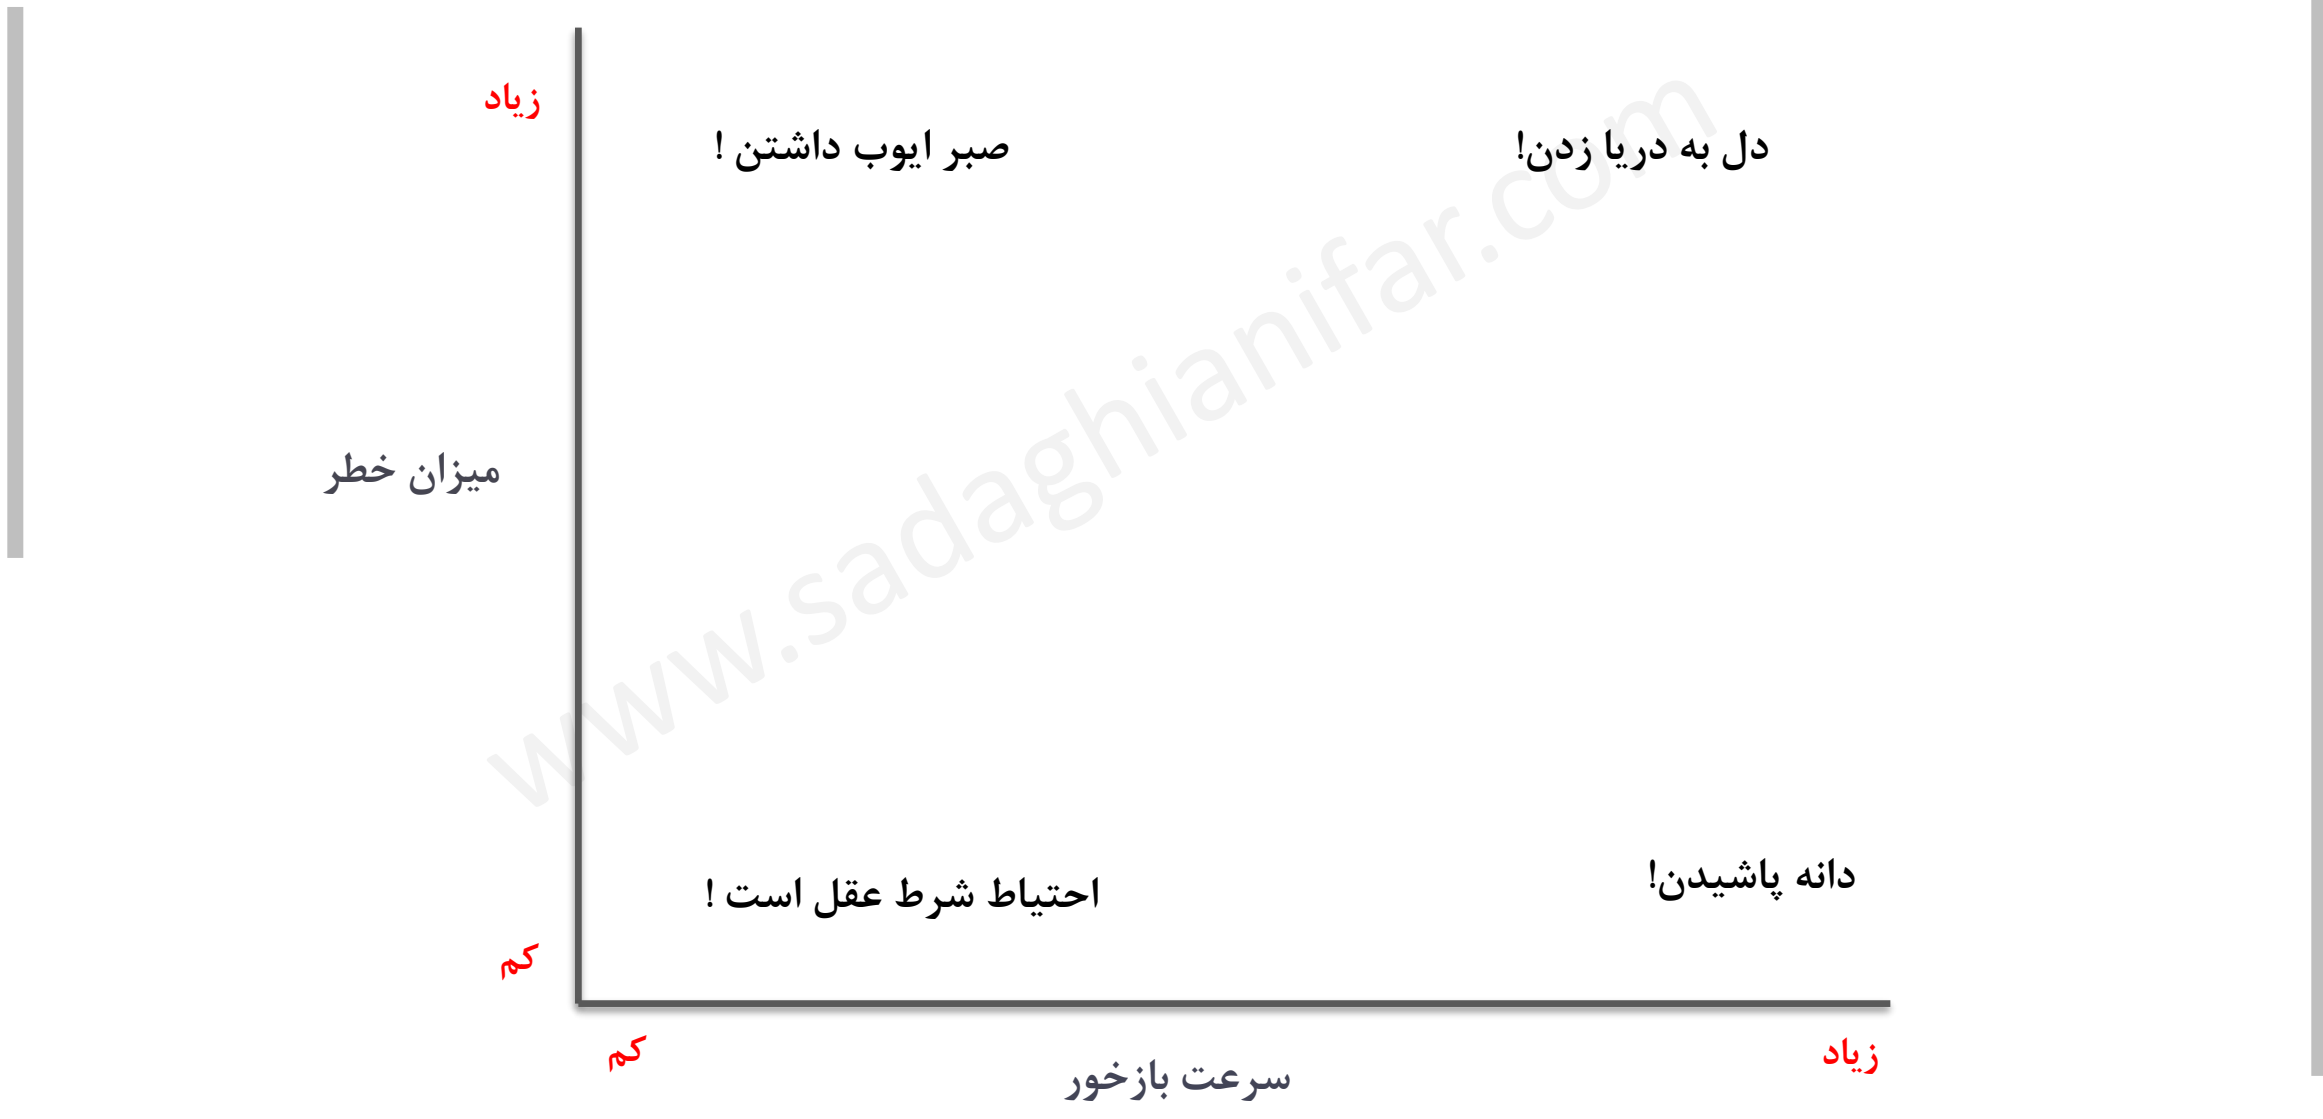 زیاد
صبر ایوب داشتن !
دل به دریا زدن!
میزان خطر
دانه پاشیدن!
احتیاط شرط عقل است !
کم
کم
زیاد
سرعت بازخور
www.sadaghianifar.com